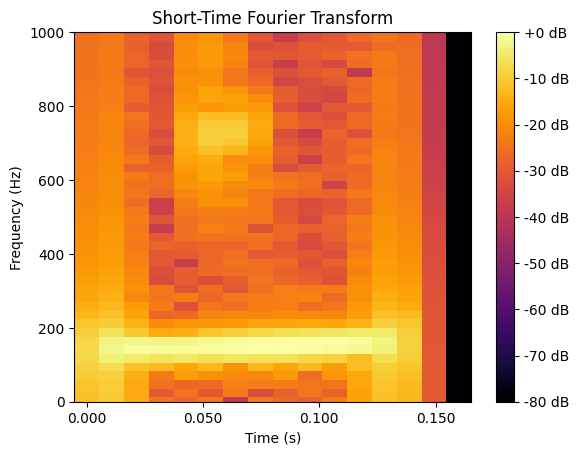 Short-Time Fourier Transform
Frequency (Hz)
1000
800
600
400
200
0
0.000
0.050
0.100
0.150
Time (s)
+0 dB
-10 dB
-20 dB
-30 dB
-40 dB
-50 dB
-60 dB
-70 dB
-80 dB